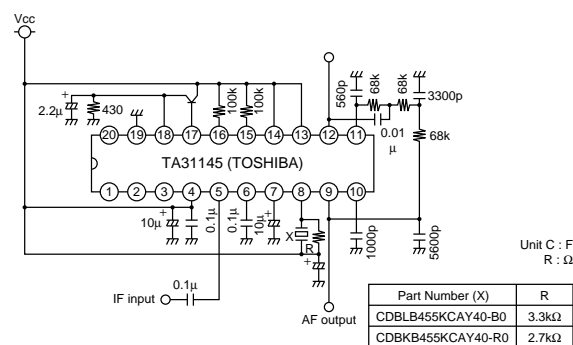 Vcc
+
2.2μ
430
100k
100k
560p
68k
68k
3300p
0.01
μ
68k
20 19 18 17 16 15 14 13 12 11
TA31145 (TOSHIBA)
1 2 3 4 5 6 7 8 9 10
10μ
+
0.1μ
0.1μ
10μ
+
X
R
+
1000p
5600p
IF input
0.1μ
AF output
Unit C : F
R : Ω
Part Number (X) R
CDBLB455KCAY40-B0 3.3kΩ
CDBKB455KCAY40-R0 2.7kΩ